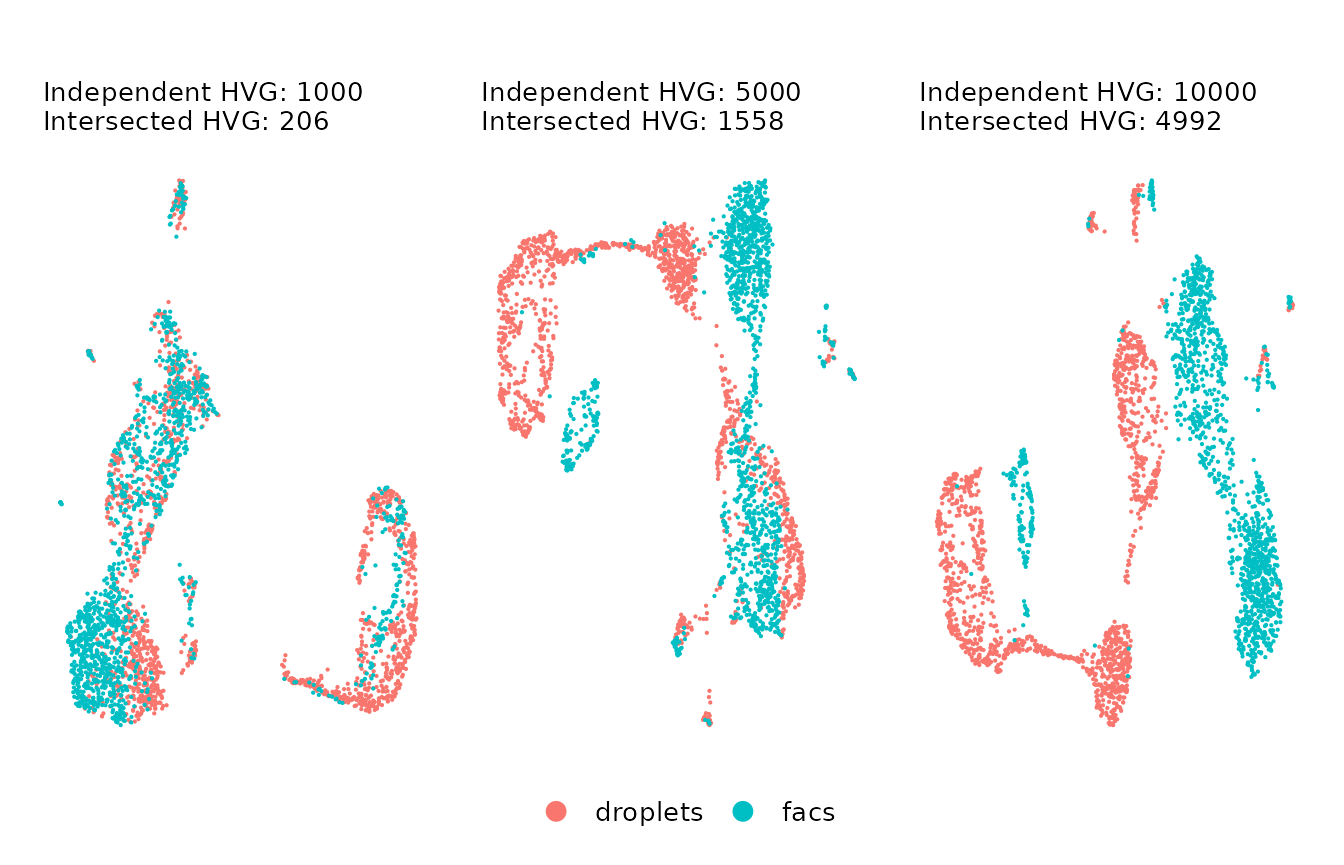 Independent HVG: 1000
Intersected HVG: 206
Independent HVG: 5000
Intersected HVG: 1558
Independent HVG: 10000
Intersected HVG: 4992
droplets
facs